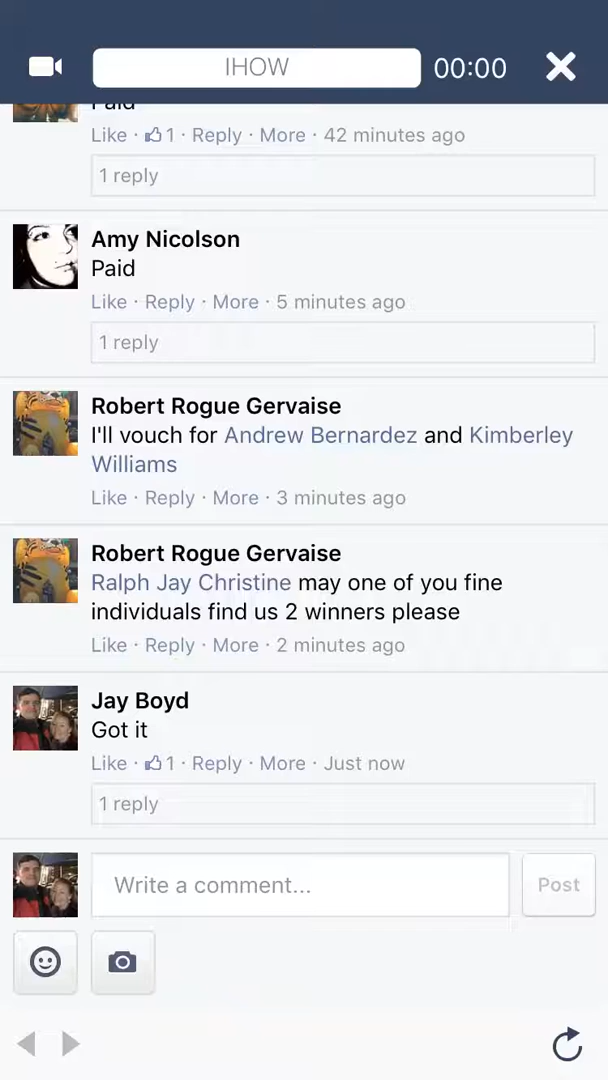 IHOW 00:00
Paid
Like · 1 · Reply · More · 42 minutes ago
1 reply
Amy Nicolson
Paid
Like · Reply · More · 5 minutes ago
1 reply
Robert Rogue Gervaise
I'll vouch for Andrew Bernardez and Kimberley
Williams
Like · Reply · More · 3 minutes ago
Robert Rogue Gervaise
Ralph Jay Christine may one of you fine
individuals find us 2 winners please
Like · Reply · More · 2 minutes ago
Jay Boyd
Got it
Like · 1 · Reply · More · Just now
1 reply
Write a comment... Post